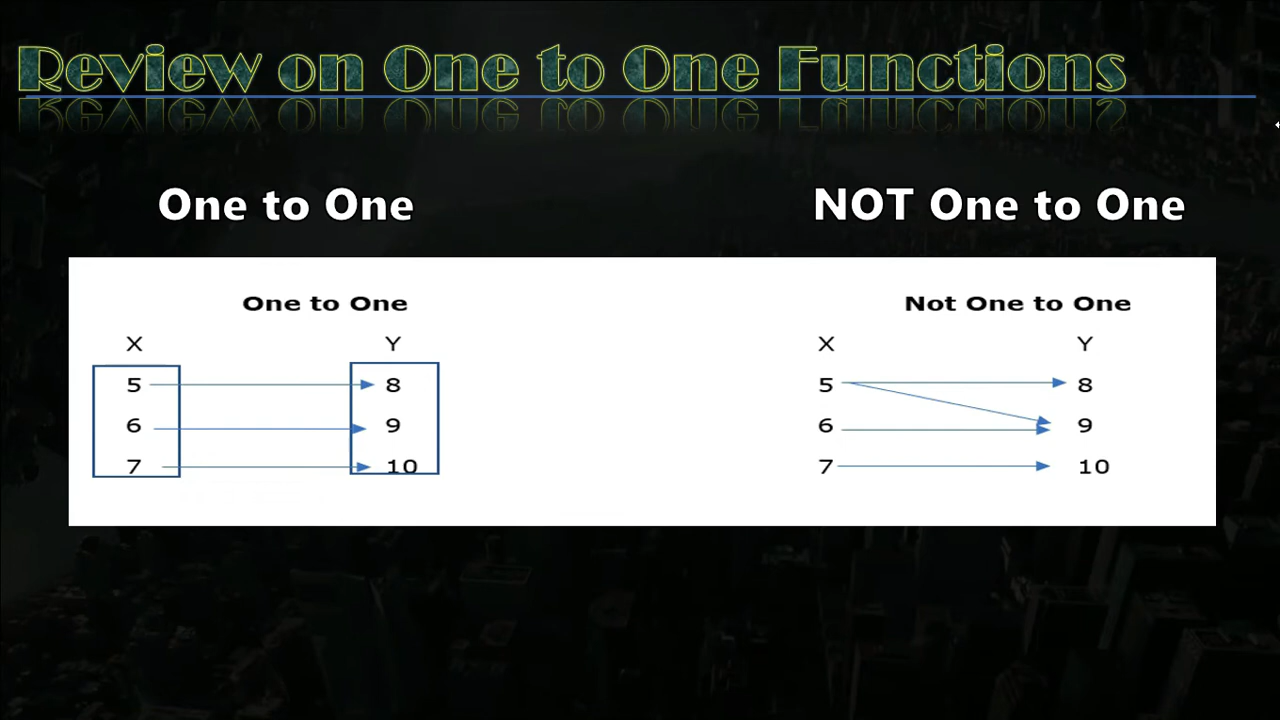 Review on One to One Functions
One to One
NOT One to One
One to One
X Y
5 8
6 9
7 10
Not One to One
X Y
5 8
6 9
7 10